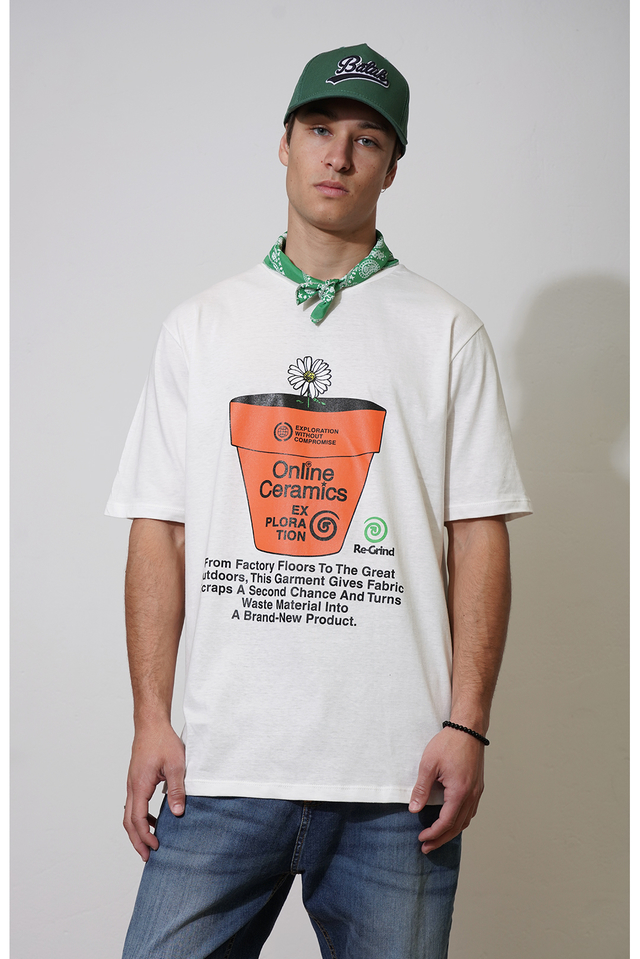 EXPLORATION
WITHOUT
COMPROMISE
Online
Ceramics
EX
PLORA
TION
Re-Grind
From Factory Floors To The Great
utdoors, This Garment Gives Fabric
craps A Second Chance And Turns
Waste Material Into
A Brand-New Product.